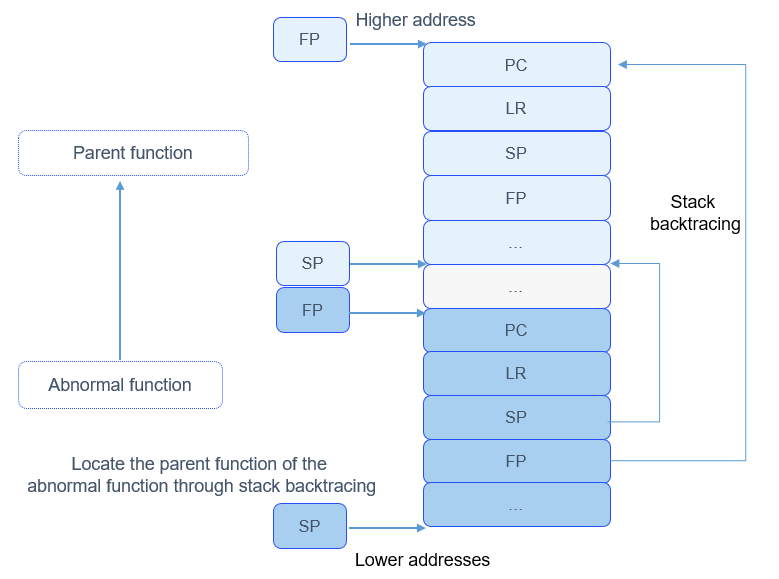 Higher address
FP
PC
LR
SP
FP
...
Parent function
Stack
backtracing
SP
...
FP
PC
LR
Abnormal function
SP
FP
Locate the parent function of the
abnormal function through stack backtracing
...
SP
Lower addresses